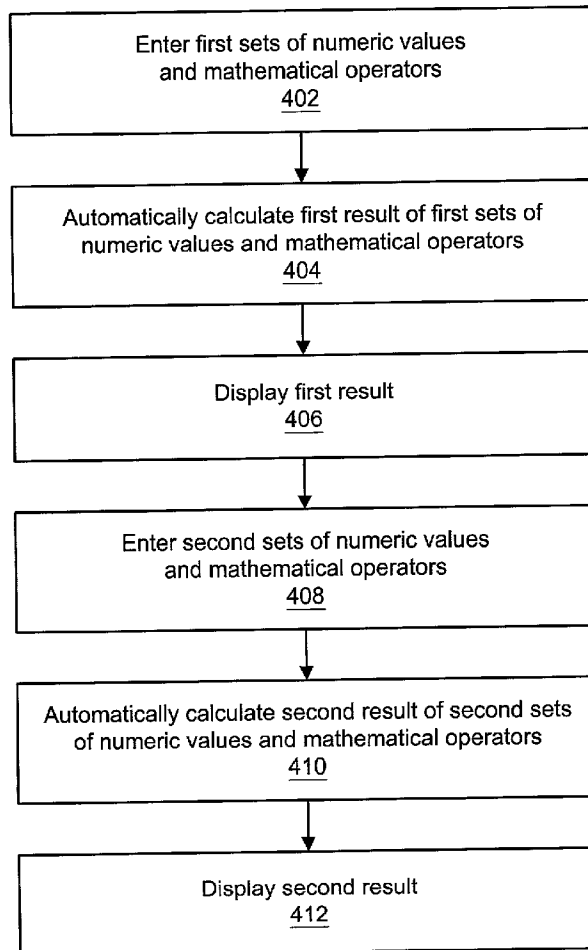 Enter first sets of numeric values
and mathematical operators
402
Automatically calculate first result of first sets of
numeric values and mathematical operators
404
Display first result
406
Enter second sets of numeric values
and mathematical operators
408
Automatically calculate second result of second sets
of numeric values and mathematical operators
410
Display second result
412